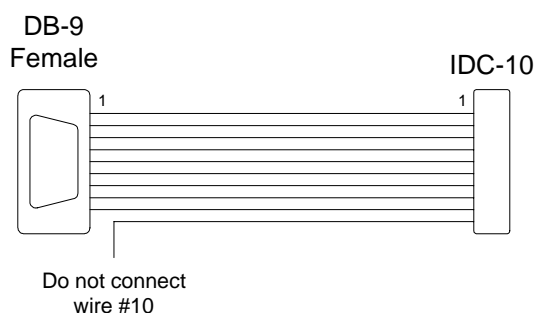 DB-9
Female
IDC-10
1
1
Do not connect
wire #10